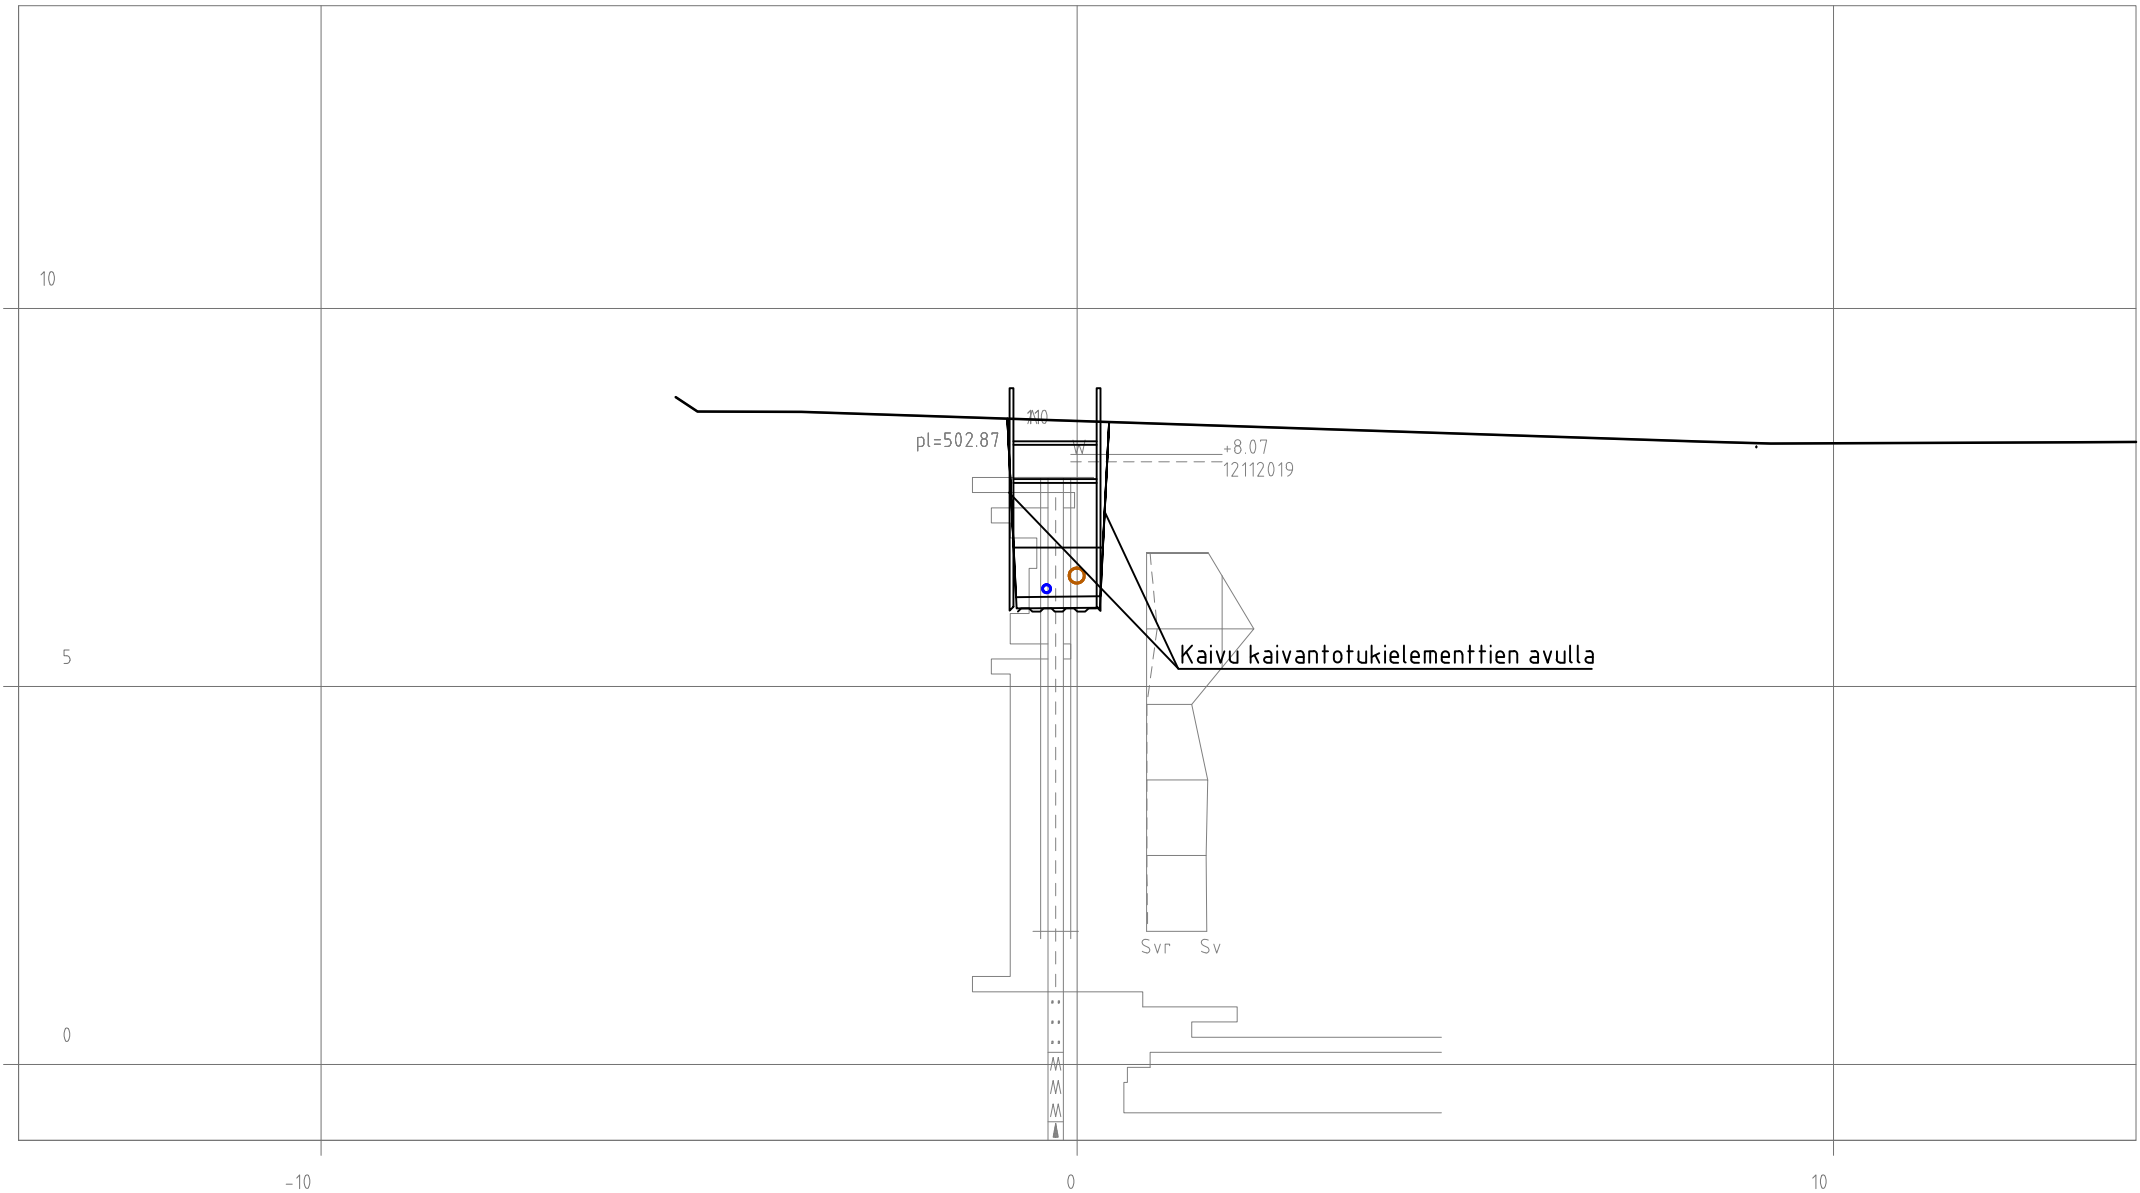 10
pl=502.87
W
+8.07
12112019
5
Kaivu kaivantotukielementtien avulla
Svr Sv
0
-10 0 10